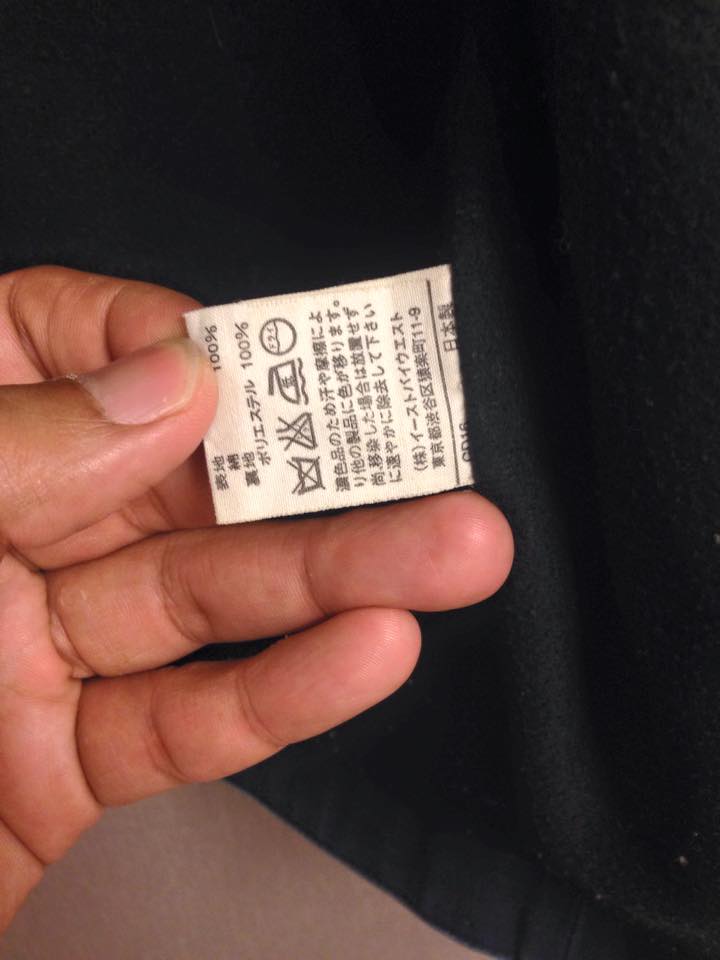 表地
綿 100%
裏地
ポリエステル 100%
ドライ
濃色品のため汗や摩擦によ
り他の製品に色が移ります。
尚、移染した場合は放置せず
に速やかに除去して下さい
(株)イーストバイウエスト
東京都渋谷区猿楽町11-9
日本製